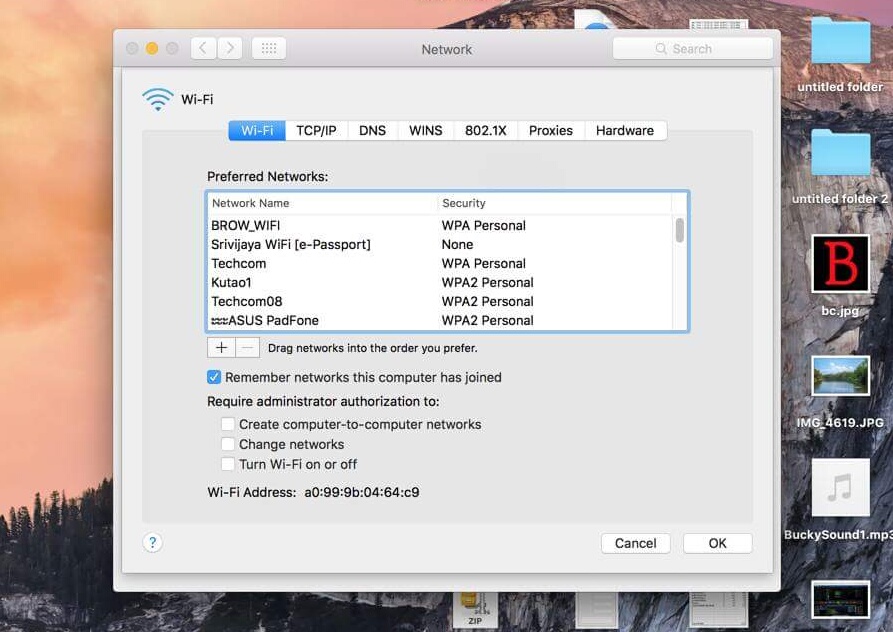 Network
Search
untitled folder
Wi-Fi
Wi-Fi TCP/IP DNS WINS 802.1X Proxies Hardware
Preferred Networks:
Network Name Security
BROW_WIFI WPA Personal
Srivijaya WiFi [e-Passport] None
Techcom WPA Personal
Kutao1 WPA2 Personal
Techcom08 WPA2 Personal
ASUS PadFone WPA2 Personal
untitled folder 2
B
bc.jpg
+ − Drag networks into the order you prefer.
Remember networks this computer has joined
Require administrator authorization to:
Create computer-to-computer networks
Change networks
Turn Wi-Fi on or off
Wi-Fi Address: a0:99:9b:04:64:c9
IMG_4619.JPG
BuckySound1.mp3
? Cancel OK
ZIP